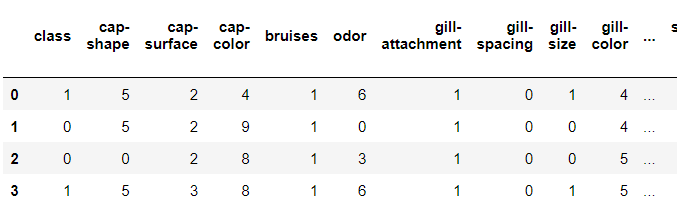 class cap-shape cap-surface cap-color bruises odor gill-attachment gill-spacing gill-size gill-color ... s
0 1 5 2 4 1 6 1 0 1 4 ...
1 0 5 2 9 1 0 1 0 0 4 ...
2 0 0 2 8 1 3 1 0 0 5 ...
3 1 5 3 8 1 6 1 0 1 5 ...